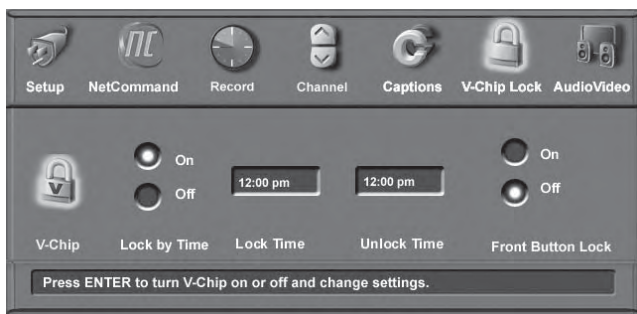 NC
Setup NetCommand Record Channel Captions V-Chip Lock AudioVideo
On On
Off 12:00 pm 12:00 pm Off
V
V-Chip Lock by Time Lock Time Unlock Time Front Button Lock
Press ENTER to turn V-Chip on or off and change settings.